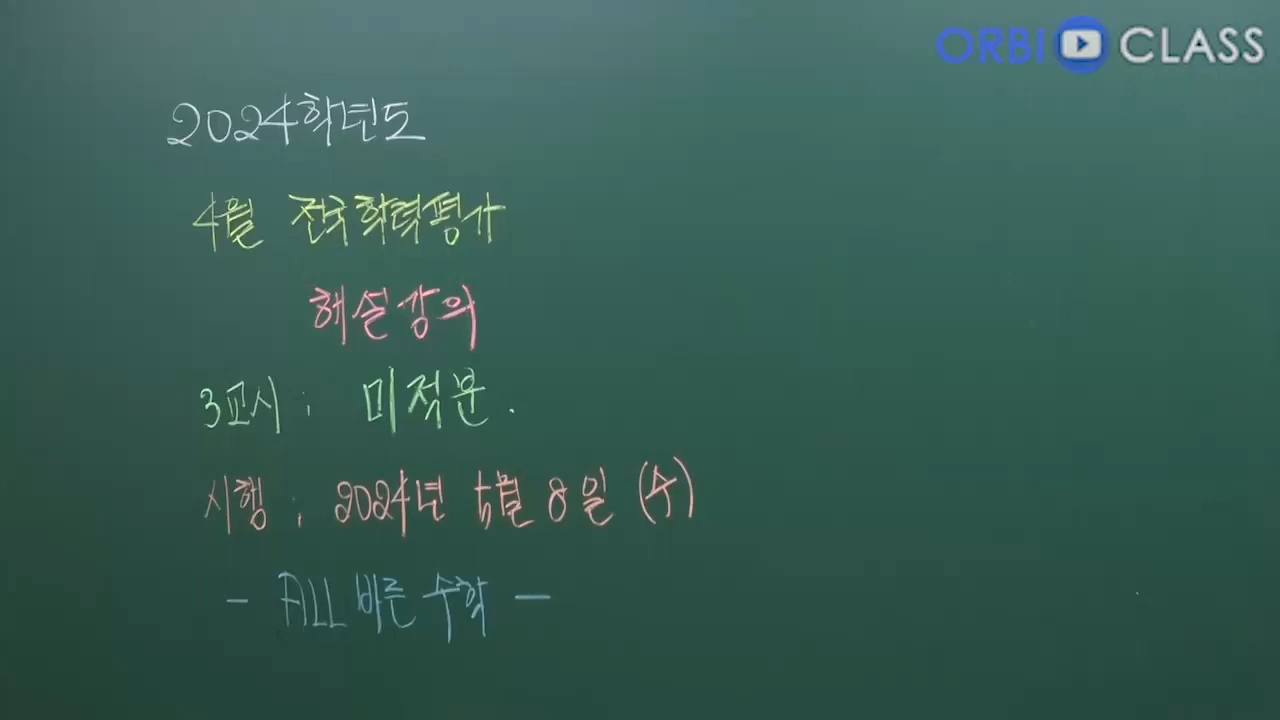 ORBI CLASS
2024학년도
4월 전국학력평가
해설강의
3교시 : 미적분.
시행 : 2024년 5월 8일 (수)
- ALL 바른 수학 -